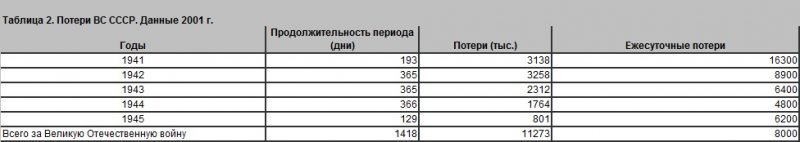 Таблица 2. Потери ВС СССР. Данные 2001 г.
Годы Продолжительность периода (дни) Потери (тыс.) Ежесуточные потери
1941 193 3138 16300
1942 365 3258 8900
1943 365 2312 6400
1944 366 1764 4800
1945 129 801 6200
Всего за Великую Отечественную войну 1418 11273 8000